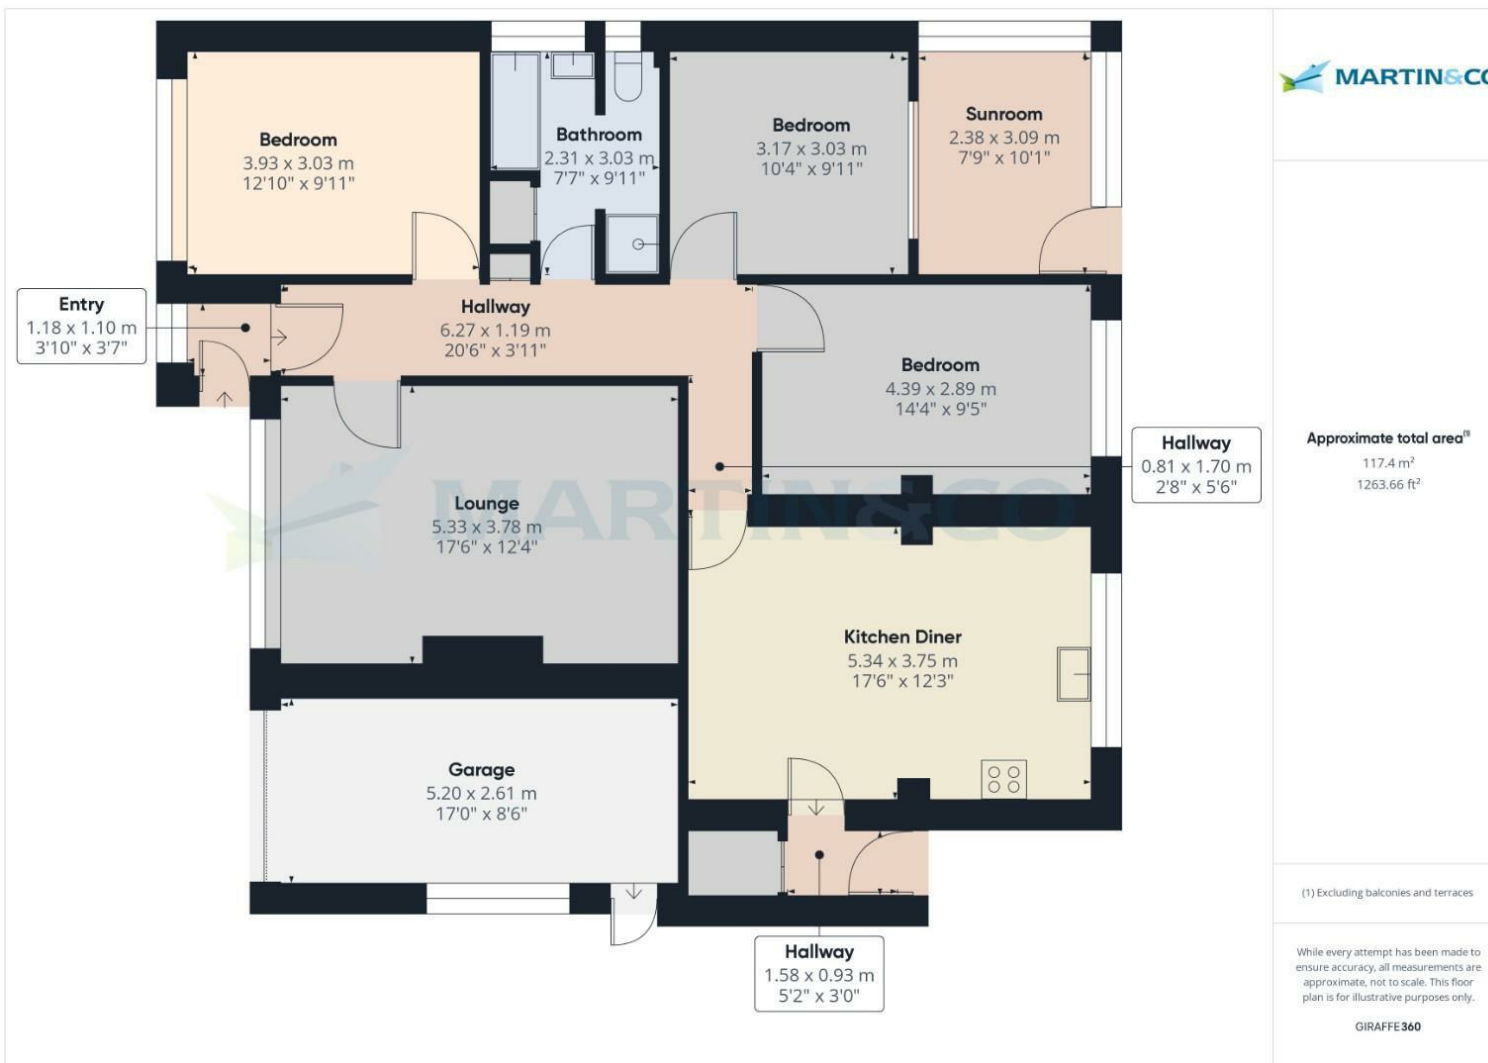 Bedroom
3.93 x 3.03 m
12'10" x 9'11"
Bathroom
2.31 x 3.03 m
7'7" x 9'11"
Bedroom
3.17 x 3.03 m
10'4" x 9'11"
Sunroom
2.38 x 3.09 m
7'9" x 10'1"
Entry
1.18 x 1.10 m
3'10" x 3'7"
Hallway
6.27 x 1.19 m
20'6" x 3'11"
Bedroom
4.39 x 2.89 m
14'4" x 9'5"
Hallway
0.81 x 1.70 m
2'8" x 5'6"
Lounge
5.33 x 3.78 m
17'6" x 12'4"
MARTIN&CO
Kitchen Diner
5.34 x 3.75 m
17'6" x 12'3"
Garage
5.20 x 2.61 m
17'0" x 8'6"
Hallway
1.58 x 0.93 m
5'2" x 3'0"
MARTIN&CO
Approximate total area(1)
117.4 m²
1263.66 ft²
(1) Excluding balconies and terraces
While every attempt has been made to
ensure accuracy, all measurements are
approximate, not to scale. This floor
plan is for illustrative purposes only.
GIRAFFE360